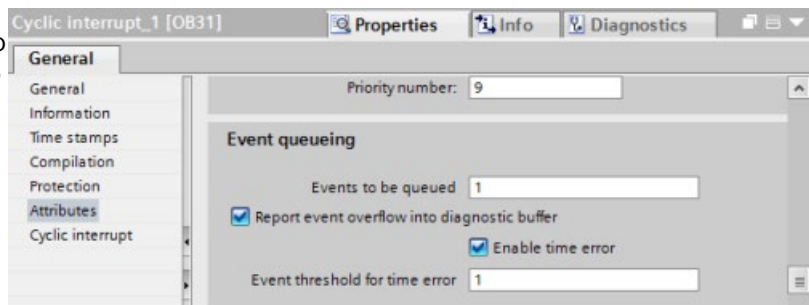 Cyclic interrupt_1 [OB31]
Properties
Info
Diagnostics
General
General
Information
Time stamps
Compilation
Protection
Attributes
Cyclic interrupt
Priority number: 9
Event queueing
Events to be queued 1
Report event overflow into diagnostic buffer
Enable time error
Event threshold for time error 1